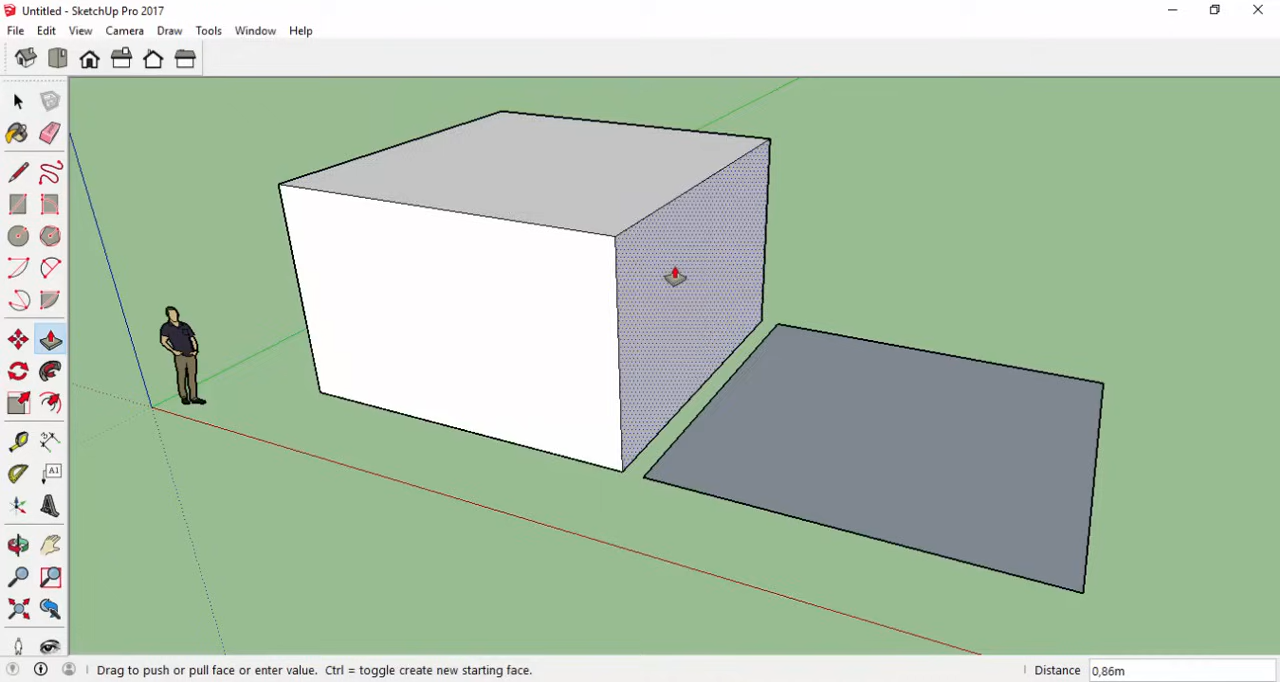 Untitled - SketchUp Pro 2017
File Edit View Camera Draw Tools Window Help
A1
Drag to push or pull face or enter value. Ctrl = toggle create new starting face. Distance 0,86m